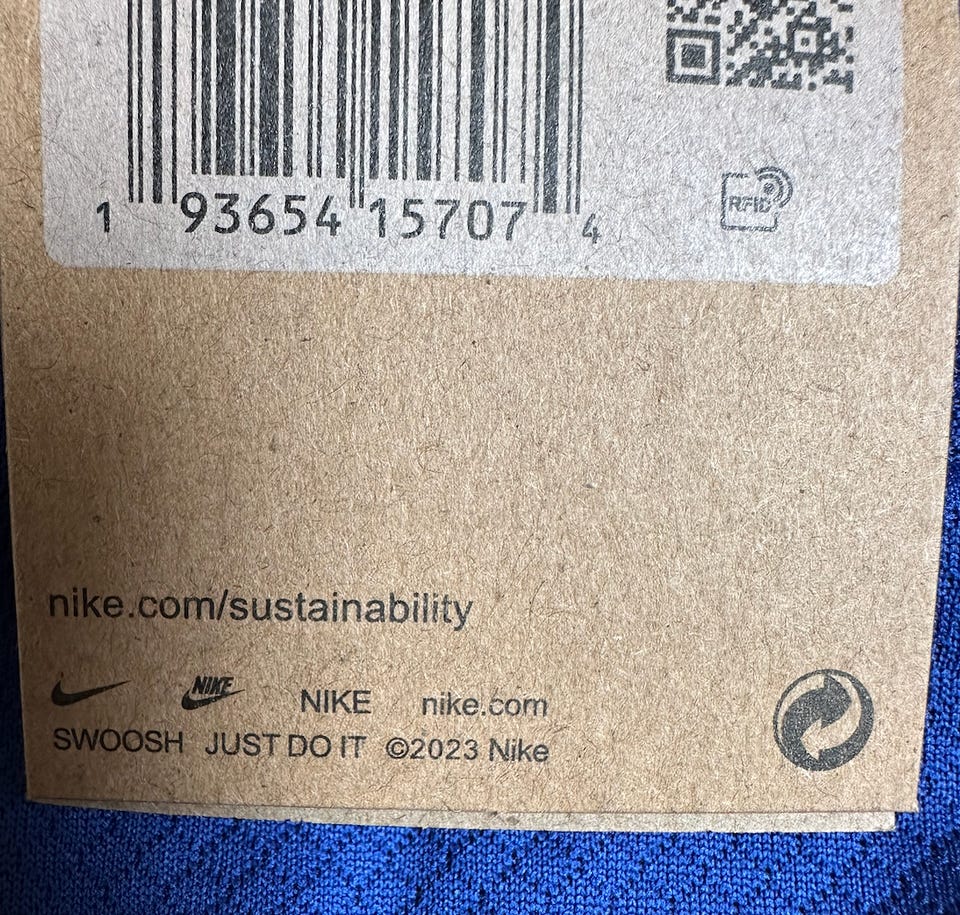 1 93654 15707 4
RFID
nike.com/sustainability
NIKE NIKE nike.com
SWOOSH JUST DO IT ©2023 Nike